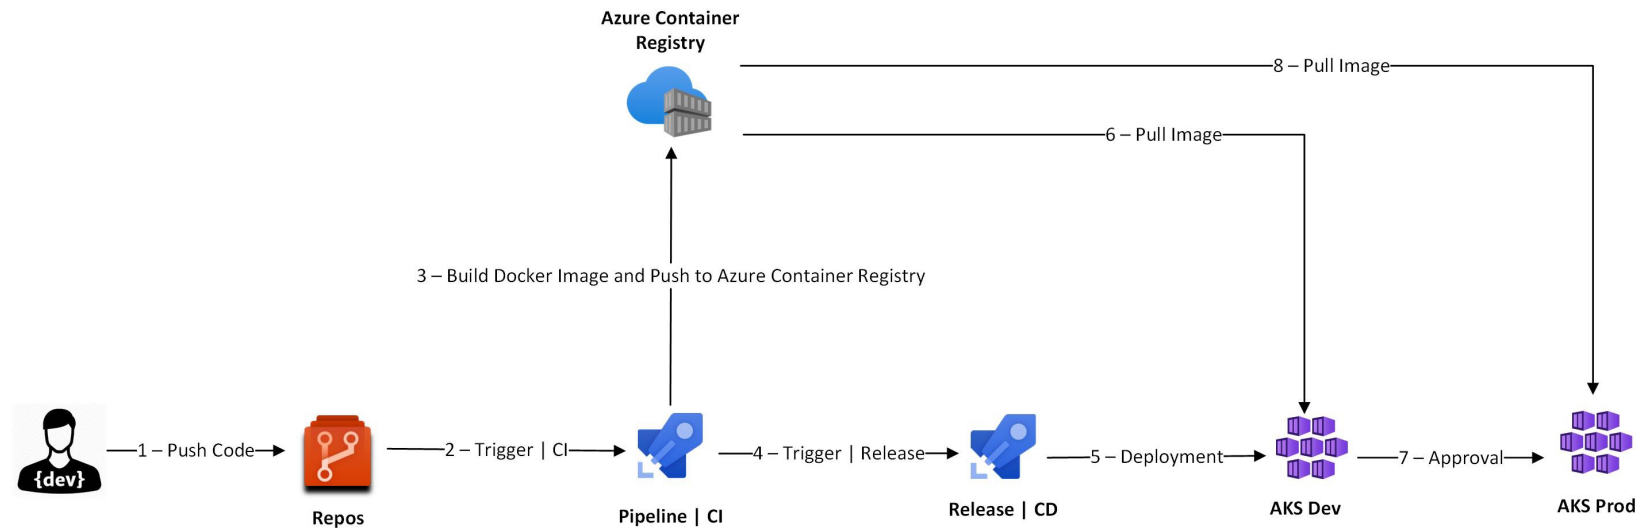 Azure Container
Registry
8 – Pull Image
6 – Pull Image
3 – Build Docker Image and Push to Azure Container Registry
1 – Push Code
2 – Trigger | CI
4 – Trigger | Release
5 – Deployment
7 – Approval
{dev}
Repos
Pipeline | CI
Release | CD
AKS Dev
AKS Prod